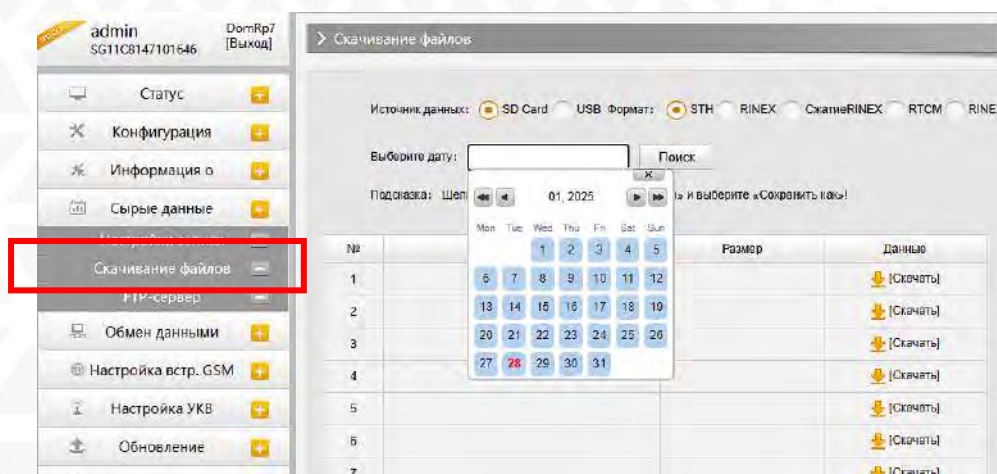 admin
DomRp7
SG11C8147101646
[Выход]
Статус
Конфигурация
Информация о
Сырые данные
Скачивание файлов
FTP-сервер
Обмен данными
Настройка встр. GSM
Настройка УКВ
Обновление
> Скачивание файлов
Источник данных: SD Card USB Формат: STH RINEX СжатиеRINEX RTCM RINE
Выберите дату: Поиск
x
Подсказка: и выберите «Сохранить как»!
01, 2025
Mon Tue Wed Thu Fri Sat Sun
1 2 3 4 5
6 7 8 9 10 11 12
13 14 15 16 17 18 19
20 21 22 23 24 25 26
27 28 29 30 31
№ Размер Данные
1 [Скачать]
2 [Скачать]
3 [Скачать]
4 [Скачать]
5 [Скачать]
6 [Скачать]
7 [Скачать]